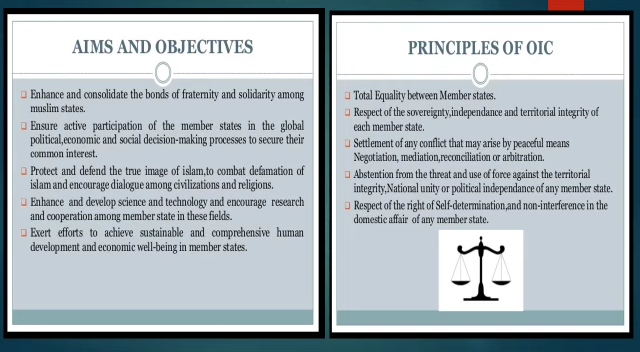 AIMS AND OBJECTIVES
Enhance and consolidate the bonds of fraternity and solidarity among
muslim states.
Ensure active participation of the member states in the global
political,economic and social decision-making processes to secure their
common interest.
Protect and defend the true image of islam,to combat defamation of
islam and encourage dialogue among civilizations and religions.
Enhance and develop science and technology and encourage research
and cooperation among member state in these fields.
Exert efforts to achieve sustainable and comprehensive human
development and economic well-being in member states.
PRINCIPLES OF OIC
Total Equality between Member states.
Respect of the sovereignty,independance and territorial integrity of
each member state.
Settlement of any conflict that may arise by peaceful means
Negotiation, mediation,reconciliation or arbitration.
Abstention from the threat and use of force against the territorial
integrity,National unity or political independance of any member state.
Respect of the right of Self-determination,and non-interference in the
domestic affair of any member state.